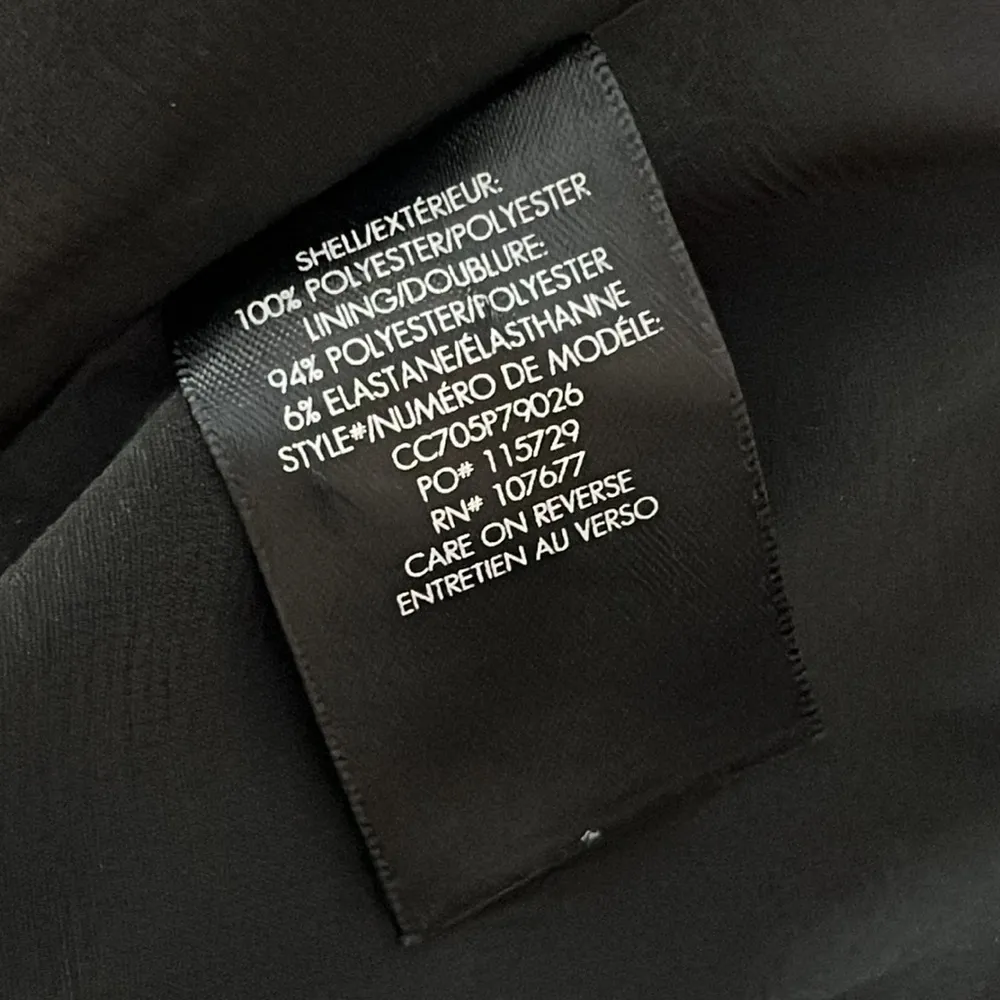 SHELL/EXTÉRIEUR:
100% POLYESTER/POLYESTER
LINING/DOUBLURE:
94% POLYESTER/POLYESTER
6% ELASTANE/ÉLASTHANNE
STYLE#/NUMÉRO DE MODÉLE:
CC705P79026
PO# 115729
RN# 107677
CARE ON REVERSE
ENTRETIEN AU VERSO